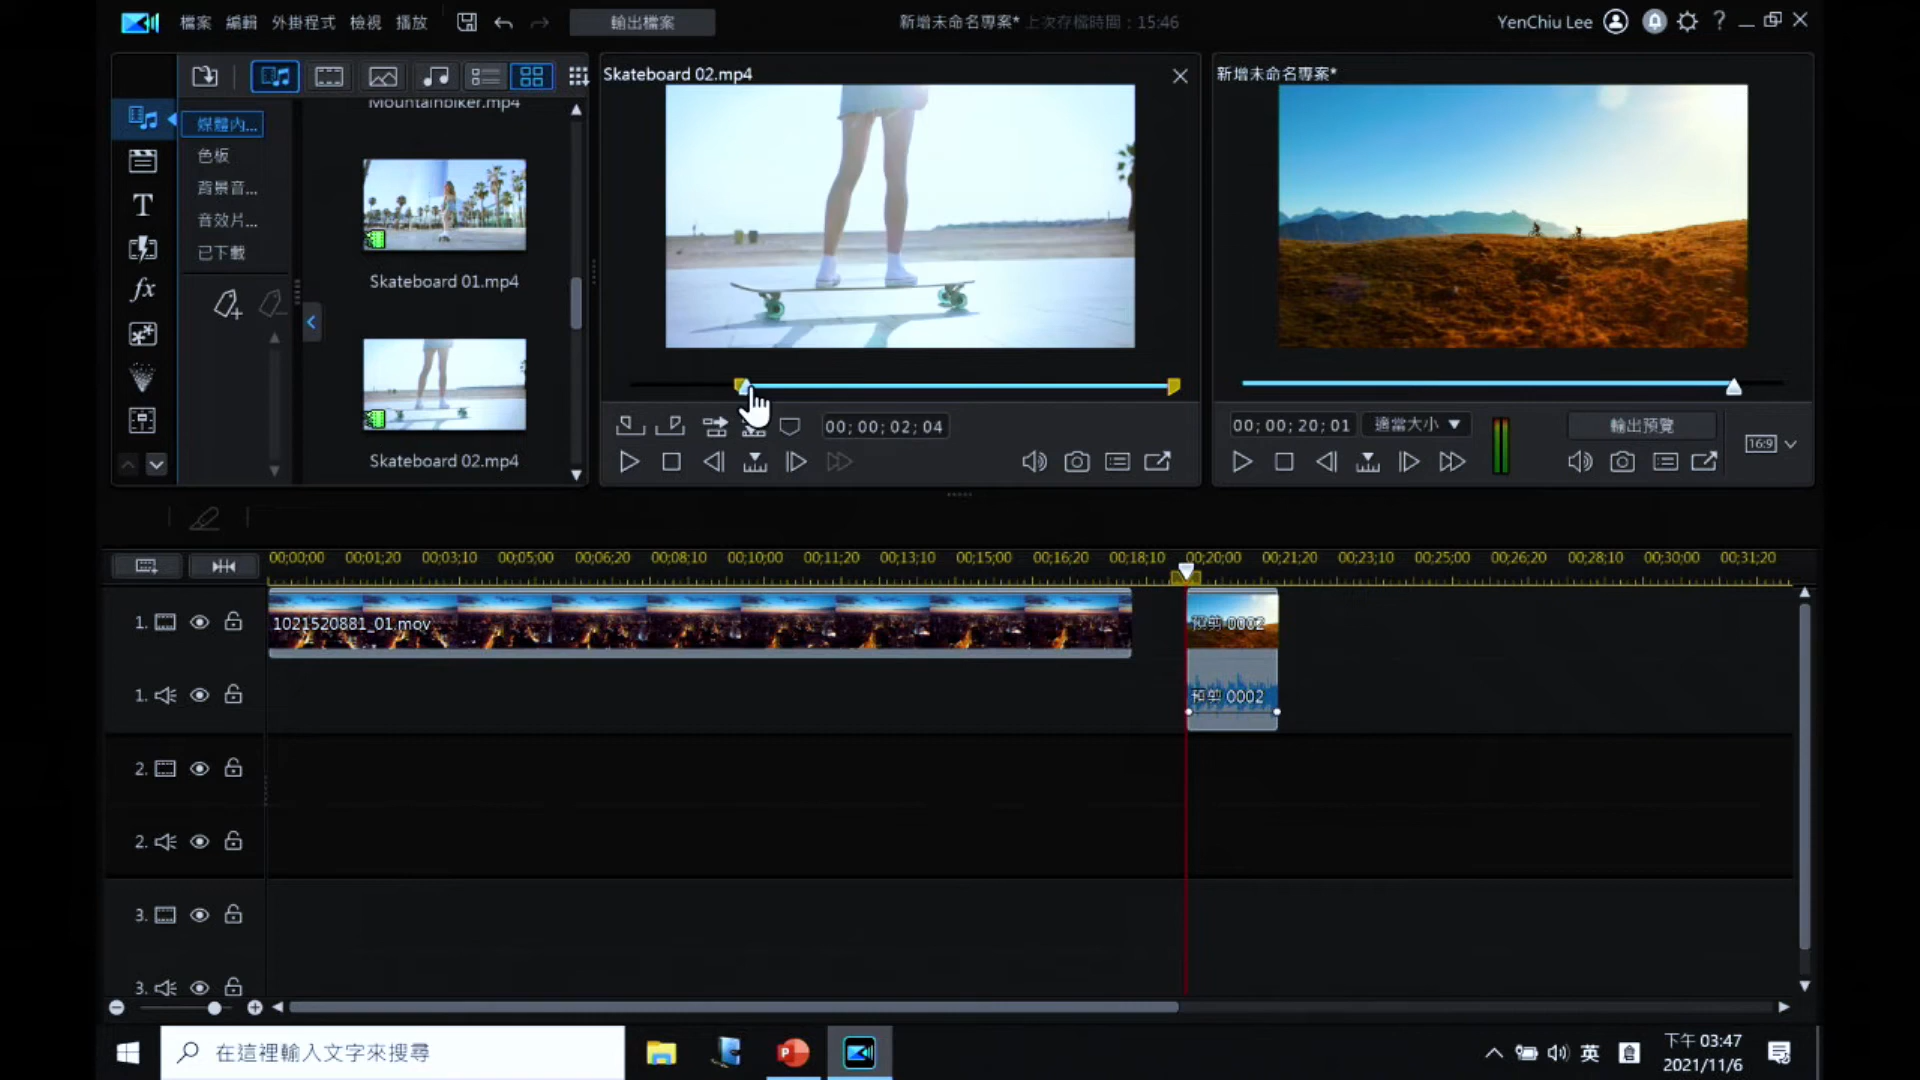 檔案 編輯 外掛程式 檢視 播放 輸出檔案 新增未命名專案* 上次存檔時間：15:46 YenChiu Lee ?
媒體內...
色板
背景音...
音效片...
已下載
Mountainbiker.mp4
Skateboard 01.mp4
Skateboard 02.mp4
Skateboard 02.mp4
00;00;02;04
新增未命名專案*
00;00;20;01 適當大小 輸出預覽 16:9
00;00;00 00;01;20 00;03;10 00;05;00 00;06;20 00;08;10 00;10;00 00;11;20 00;13;10 00;15;00 00;16;20 00;18;10 00;20;00 00;21;20 00;23;10 00;25;00 00;26;20 00;28;10 00;30;00 00;31;20
1. 1021520881_01.mov 預剪 0002
1. 預剪 0002
2.
2.
3.
3.
在這裡輸入文字來搜尋 英 下午 03:47
2021/11/6